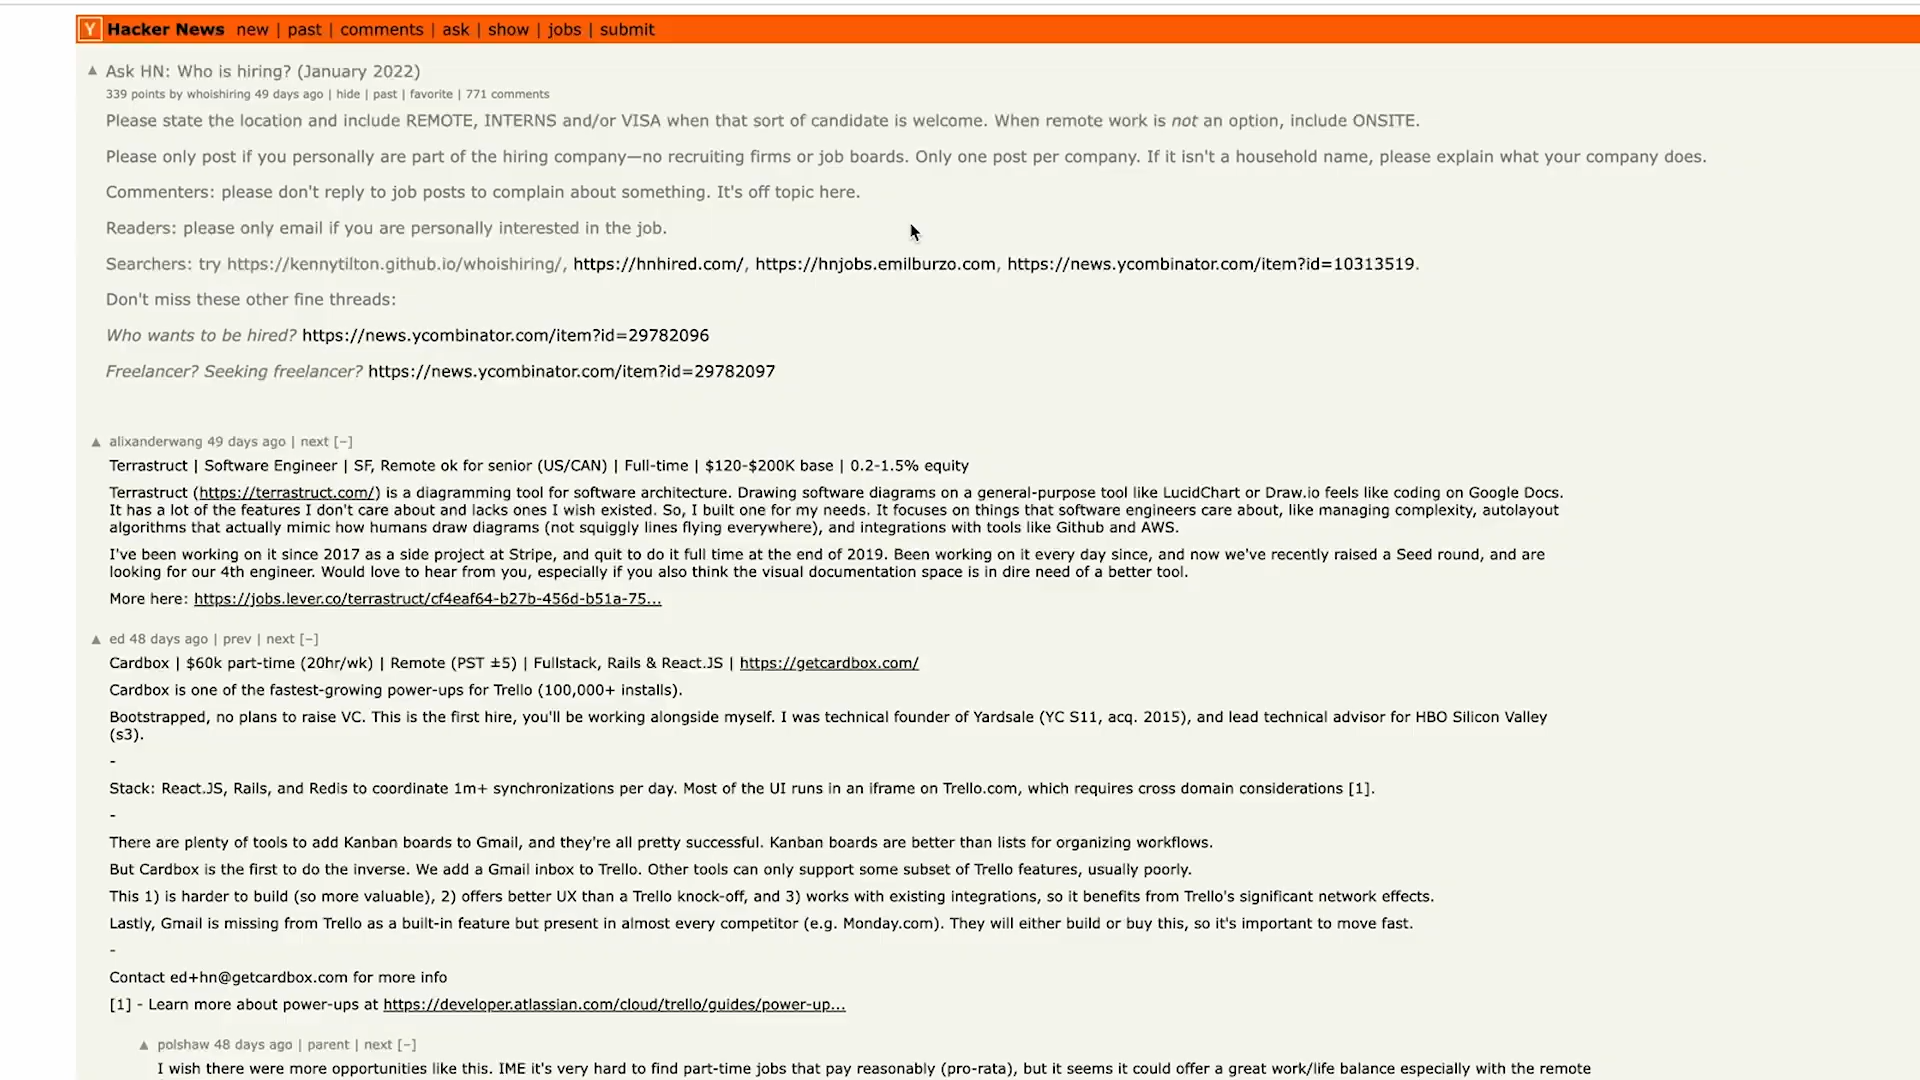 Y Hacker News new | past | comments | ask | show | jobs | submit
▲ Ask HN: Who is hiring? (January 2022)
339 points by whoishiring 49 days ago | hide | past | favorite | 771 comments
Please state the location and include REMOTE, INTERNS and/or VISA when that sort of candidate is welcome. When remote work is not an option, include ONSITE.
Please only post if you personally are part of the hiring company—no recruiting firms or job boards. Only one post per company. If it isn't a household name, please explain what your company does.
Commenters: please don't reply to job posts to complain about something. It's off topic here.
Readers: please only email if you are personally interested in the job.
Searchers: try https://kennytilton.github.io/whoishiring/, https://hnhired.com/, https://hnjobs.emilburzo.com, https://news.ycombinator.com/item?id=10313519.
Don't miss these other fine threads:
Who wants to be hired? https://news.ycombinator.com/item?id=29782096
Freelancer? Seeking freelancer? https://news.ycombinator.com/item?id=29782097
▲ alixanderwang 49 days ago | next [–]
Terrastruct | Software Engineer | SF, Remote ok for senior (US/CAN) | Full-time | $120-$200K base | 0.2-1.5% equity
Terrastruct (https://terrastruct.com/) is a diagramming tool for software architecture. Drawing software diagrams on a general-purpose tool like LucidChart or Draw.io feels like coding on Google Docs.
It has a lot of the features I don't care about and lacks ones I wish existed. So, I built one for my needs. It focuses on things that software engineers care about, like managing complexity, autolayout
algorithms that actually mimic how humans draw diagrams (not squiggly lines flying everywhere), and integrations with tools like Github and AWS.
I've been working on it since 2017 as a side project at Stripe, and quit to do it full time at the end of 2019. Been working on it every day since, and now we've recently raised a Seed round, and are
looking for our 4th engineer. Would love to hear from you, especially if you also think the visual documentation space is in dire need of a better tool.
More here: https://jobs.lever.co/terrastruct/cf4eaf64-b27b-456d-b51a-75...
▲ ed 48 days ago | prev | next [–]
Cardbox | $60k part-time (20hr/wk) | Remote (PST ±5) | Fullstack, Rails & React.JS | https://getcardbox.com/
Cardbox is one of the fastest-growing power-ups for Trello (100,000+ installs).
Bootstrapped, no plans to raise VC. This is the first hire, you'll be working alongside myself. I was technical founder of Yardsale (YC S11, acq. 2015), and lead technical advisor for HBO Silicon Valley
(s3).
-
Stack: React.JS, Rails, and Redis to coordinate 1m+ synchronizations per day. Most of the UI runs in an iframe on Trello.com, which requires cross domain considerations [1].
-
There are plenty of tools to add Kanban boards to Gmail, and they're all pretty successful. Kanban boards are better than lists for organizing workflows.
But Cardbox is the first to do the inverse. We add a Gmail inbox to Trello. Other tools can only support some subset of Trello features, usually poorly.
This 1) is harder to build (so more valuable), 2) offers better UX than a Trello knock-off, and 3) works with existing integrations, so it benefits from Trello's significant network effects.
Lastly, Gmail is missing from Trello as a built-in feature but present in almost every competitor (e.g. Monday.com). They will either build or buy this, so it's important to move fast.
-
Contact ed+hn@getcardbox.com for more info
[1] - Learn more about power-ups at https://developer.atlassian.com/cloud/trello/guides/power-up...
▲ polshaw 48 days ago | parent | next [–]
I wish there were more opportunities like this. IME it's very hard to find part-time jobs that pay reasonably (pro-rata), but it seems it could offer a great work/life balance especially with the remote